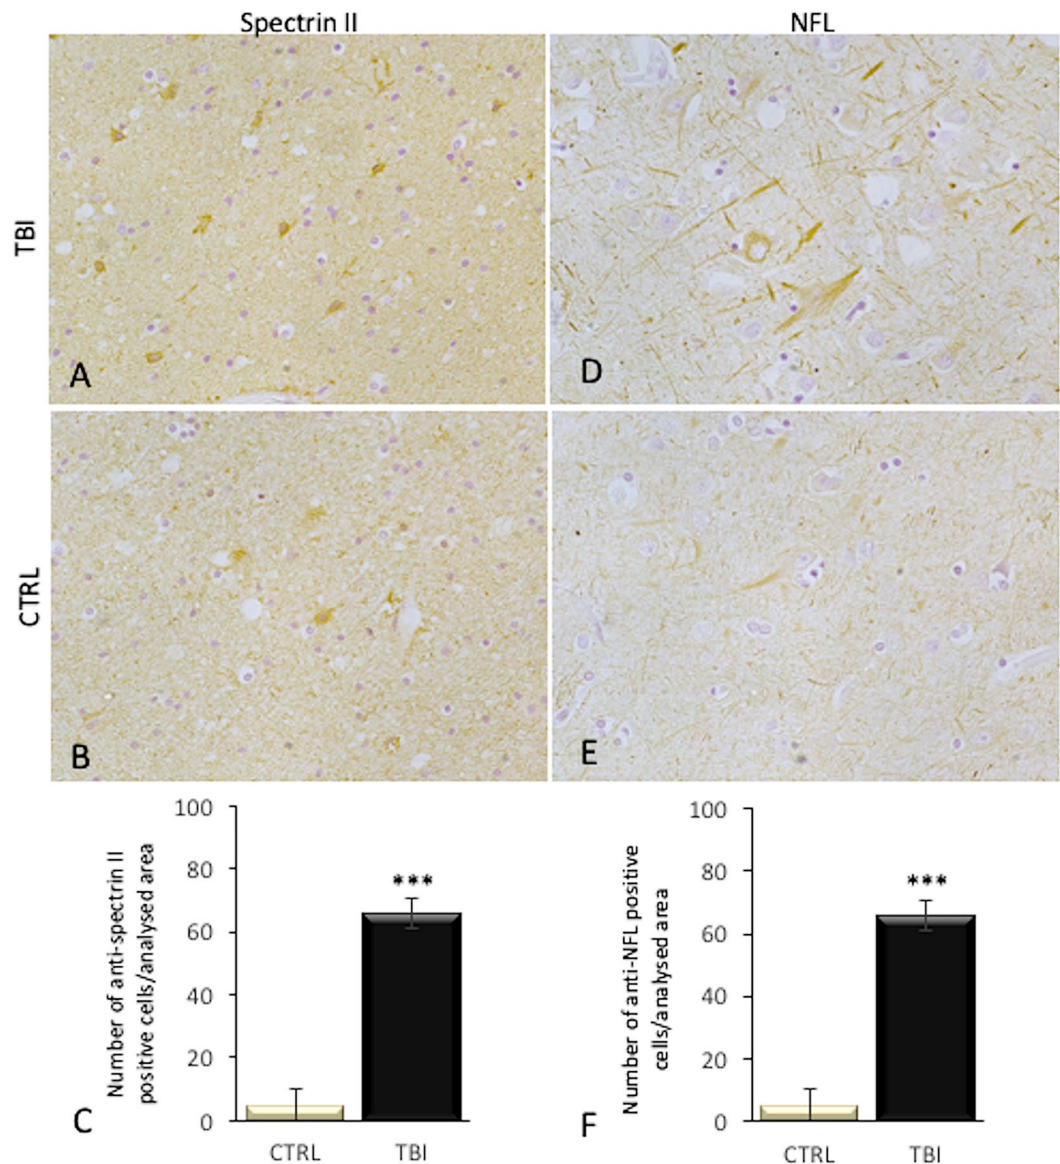 Spectrin II
NFL
TBI
A
D
CTRL
B
E
100
80
60
40
20
0
Number of anti-spectrin II
positive cells/analysed area
***
C
CTRL
TBI
100
80
60
40
20
0
Number of anti-NFL positive
cells/analysed area
***
F
CTRL
TBI